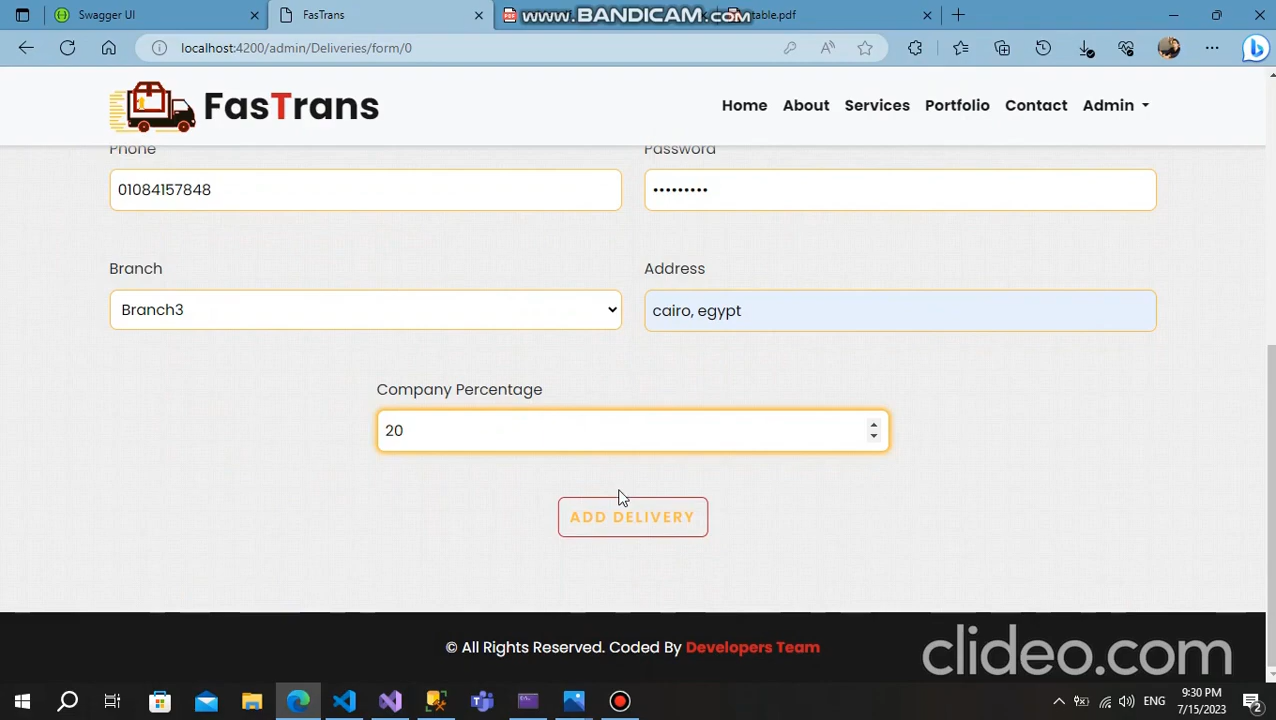 Swagger UI
FasTrans
www.BANDICAM.com
table.pdf
localhost:4200/admin/Deliveries/form/0
FasTrans
Home About Services Portfolio Contact Admin
Phone
Password
01084157848
•••••••••
Branch
Address
Branch3
cairo, egypt
Company Percentage
20
ADD DELIVERY
© All Rights Reserved. Coded By Developers Team
clideo.com
ENG
9:30 PM
7/15/2023
2